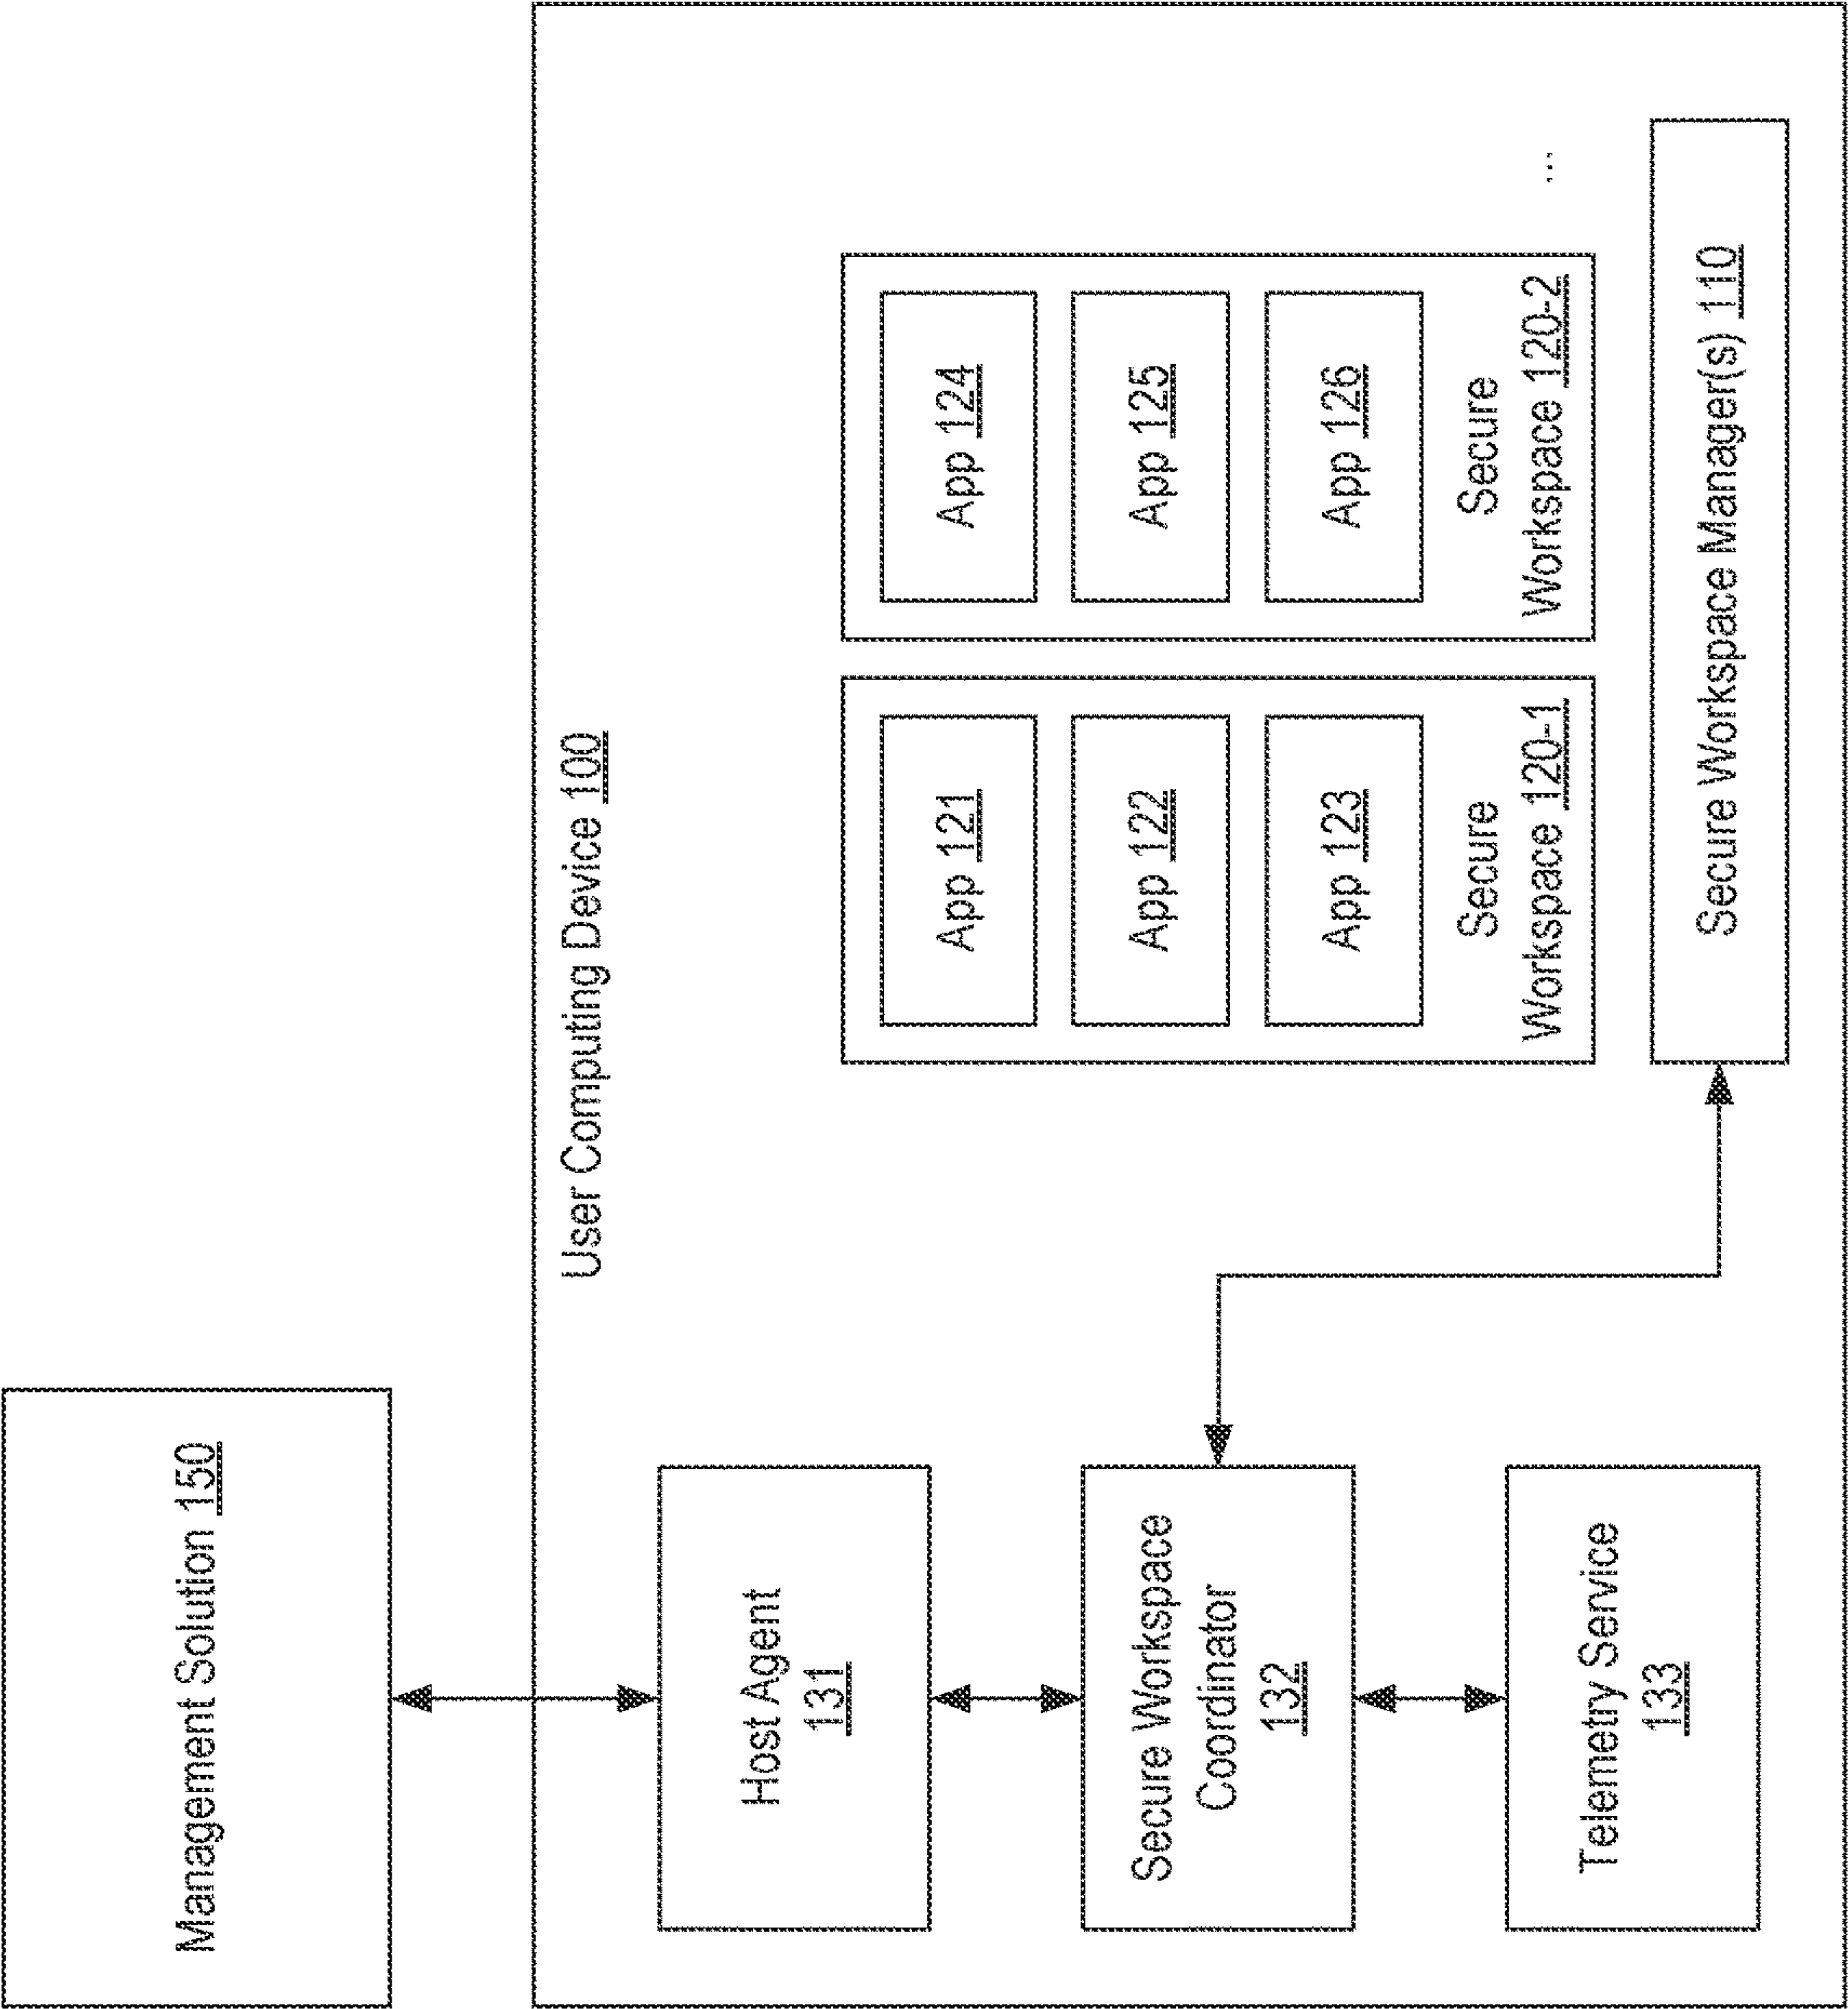 Management Solution 150
User Computing Device 100
Host Agent
131
Secure Workspace
Coordinator
132
Telemetry Service
133
App 121
App 122
App 123
Secure
Workspace 120-1
App 124
App 125
App 126
Secure
Workspace 120-2
...
Secure Workspace Manager(s) 110